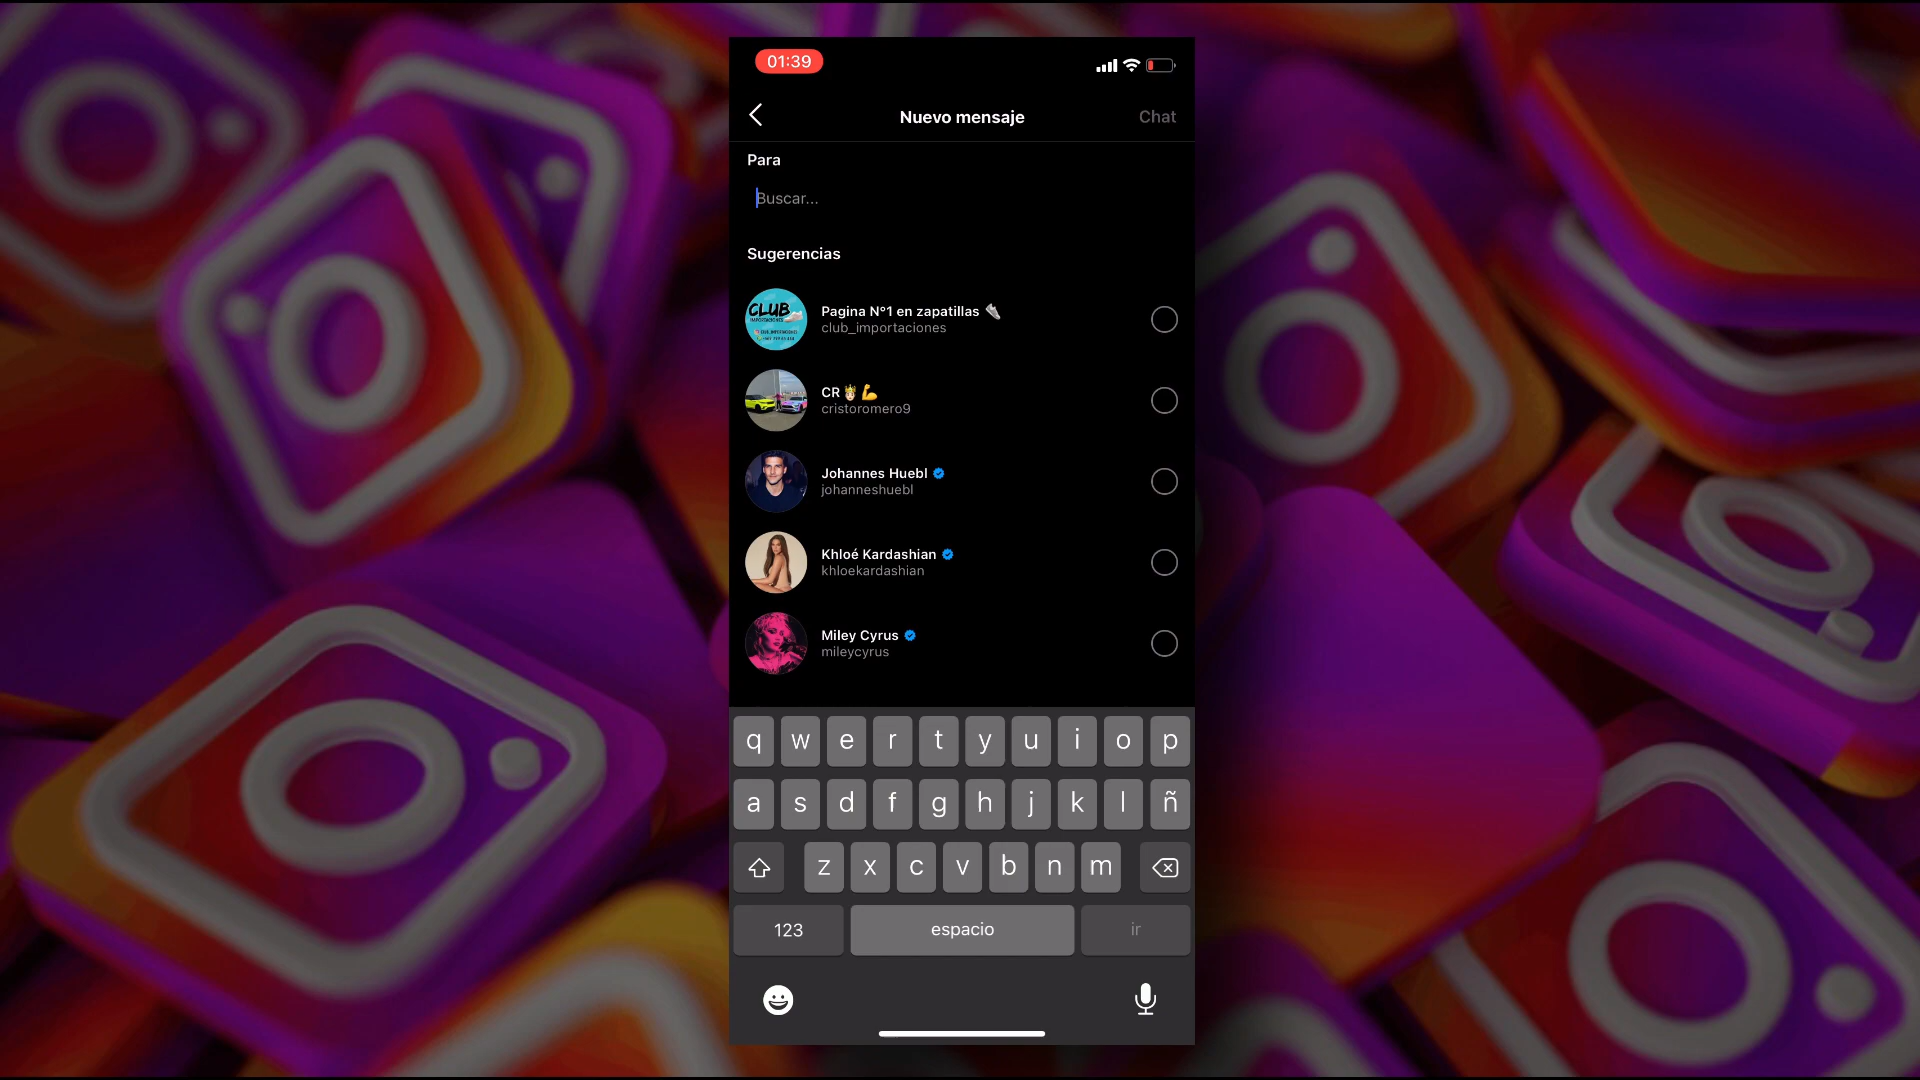 01:39
Nuevo mensaje
Chat
Para
Buscar...
Sugerencias
CLUB
Pagina N°1 en zapatillas
club_importaciones
CR
cristoromero9
Johannes Huebl
johanneshuebl
Khloé Kardashian
khloekardashian
Miley Cyrus
mileycyrus
q w e r t y u i o p
a s d f g h j k l ñ
z x c v b n m
123
espacio
ir